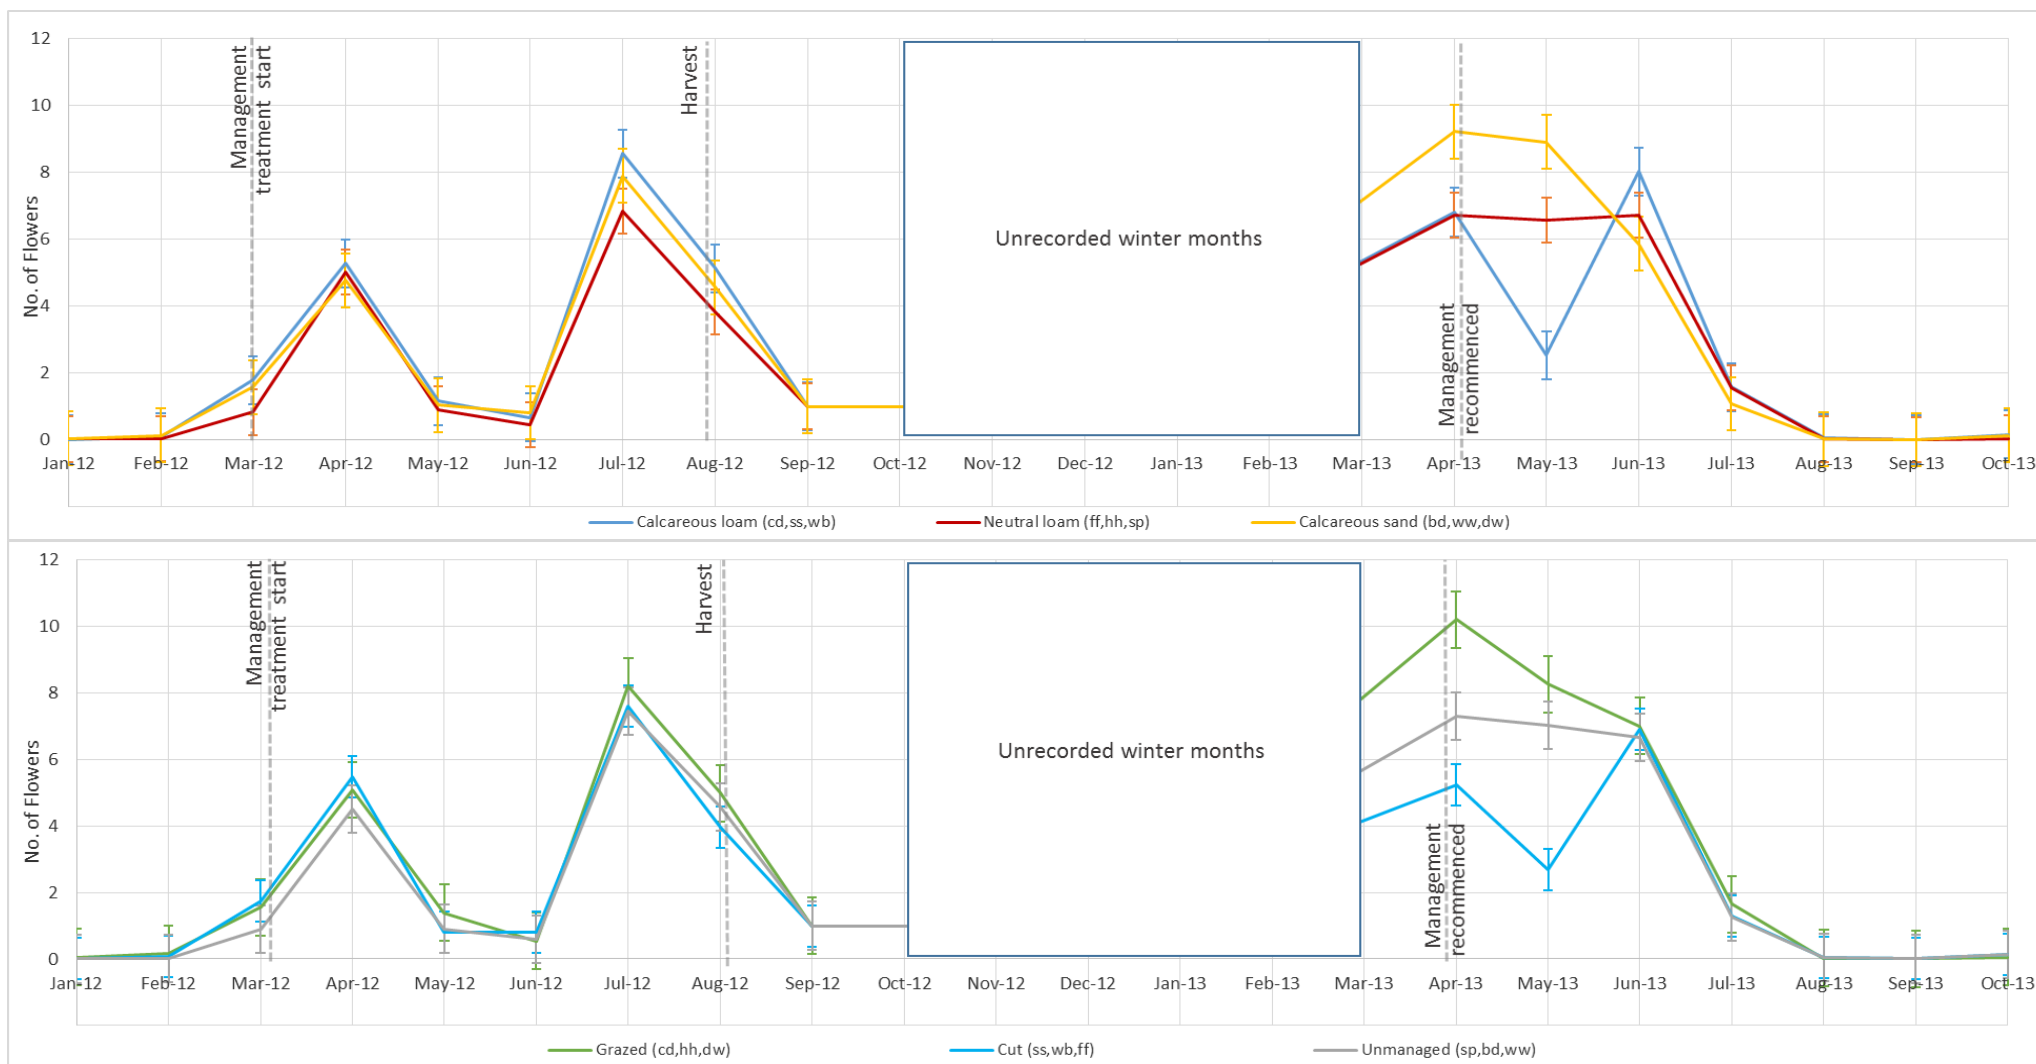 12
10
8
6
4
2
0
No. of Flowers
Management
treatment start
Harvest
Unrecorded winter months
Management
recommenced
Jan-12 Feb-12 Mar-12 Apr-12 May-12 Jun-12 Jul-12 Aug-12 Sep-12 Oct-12 Nov-12 Dec-12 Jan-13 Feb-13 Mar-13 Apr-13 May-13 Jun-13 Jul-13 Aug-13 Sep-13 Oct-13
Calcareous loam (cd,ss,wb) Neutral loam (ff,hh,sp) Calcareous sand (bd,ww,dw)
12
10
8
6
4
2
0
No. of Flowers
Management
treatment start
Harvest
Unrecorded winter months
Management
recommenced
Jan-12 Feb-12 Mar-12 Apr-12 May-12 Jun-12 Jul-12 Aug-12 Sep-12 Oct-12 Nov-12 Dec-12 Jan-13 Feb-13 Mar-13 Apr-13 May-13 Jun-13 Jul-13 Aug-13 Sep-13 Oct-13
Grazed (cd,hh,dw) Cut (ss,wb,ff) Unmanaged (sp,bd,ww)